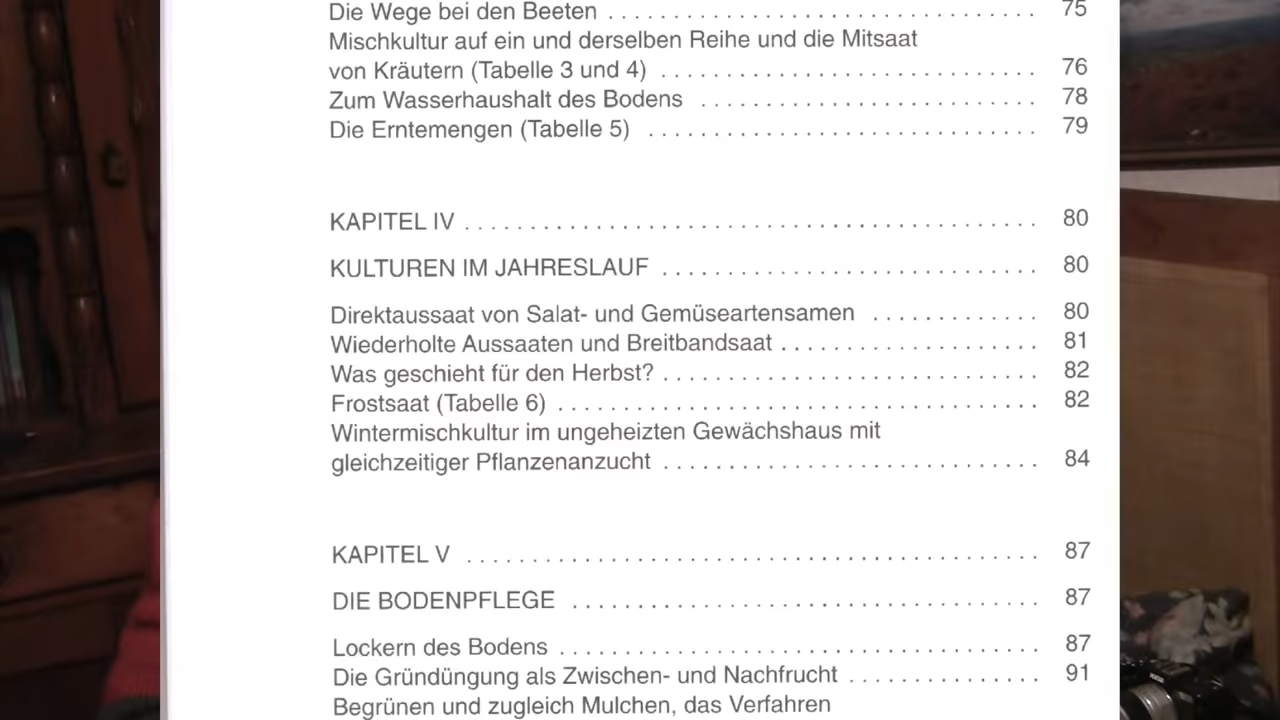 Die Wege bei den Beeten . . . . . . . . . . . . . . . . . . . . . . . . . . . . . . . . . 75
Mischkultur auf ein und derselben Reihe und die Mitsaat
von Kräutern (Tabelle 3 und 4) . . . . . . . . . . . . . . . . . . . . . . . . . . . . . 76
Zum Wasserhaushalt des Bodens . . . . . . . . . . . . . . . . . . . . . . . . . . 78
Die Erntemengen (Tabelle 5) . . . . . . . . . . . . . . . . . . . . . . . . . . . . . . 79
KAPITEL IV . . . . . . . . . . . . . . . . . . . . . . . . . . . . . . . . . . . . . . . . . . . . 80
KULTUREN IM JAHRESLAUF . . . . . . . . . . . . . . . . . . . . . . . . . . . . . 80
Direktaussaat von Salat- und Gemüseartensamen . . . . . . . . . . . . . 80
Wiederholte Aussaaten und Breitbandsaat . . . . . . . . . . . . . . . . . . . . 81
Was geschieht für den Herbst? . . . . . . . . . . . . . . . . . . . . . . . . . . . . . 82
Frostsaat (Tabelle 6) . . . . . . . . . . . . . . . . . . . . . . . . . . . . . . . . . . . . . 82
Wintermischkultur im ungeheizten Gewächshaus mit
gleichzeitiger Pflanzenanzucht . . . . . . . . . . . . . . . . . . . . . . . . . . . . . 84
KAPITEL V . . . . . . . . . . . . . . . . . . . . . . . . . . . . . . . . . . . . . . . . . . . . 87
DIE BODENPFLEGE . . . . . . . . . . . . . . . . . . . . . . . . . . . . . . . . . . . . 87
Lockern des Bodens . . . . . . . . . . . . . . . . . . . . . . . . . . . . . . . . . . . . . 87
Die Gründüngung als Zwischen- und Nachfrucht . . . . . . . . . . . . . . . 91
Begrünen und zugleich Mulchen, das Verfahren